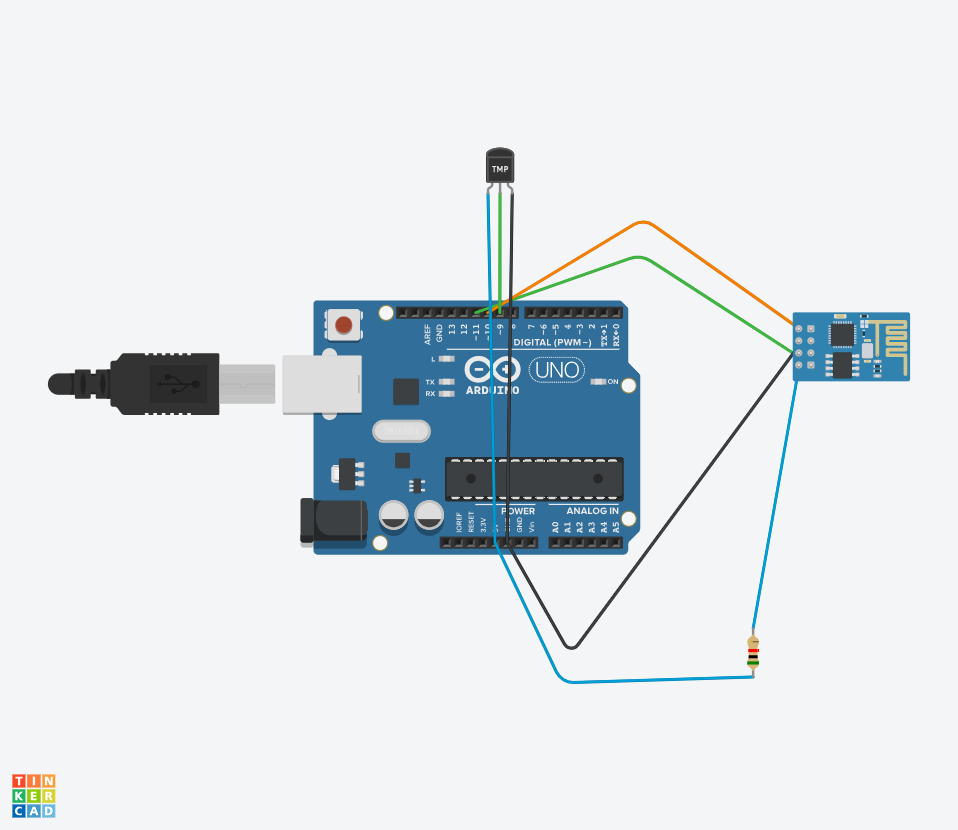 TMP
AREF
GND
13
12
~11
~10
~9
8
7
~6
~5
4
~3
2
TX→1
RX←0
DIGITAL (PWM~)
L
TX
RX
ARDUINO
UNO
ON
POWER
ANALOG IN
IOREF
RESET
3.3V
GND
Vin
A0
A1
A2
A3
A4
A5
TIN
KER
CAD